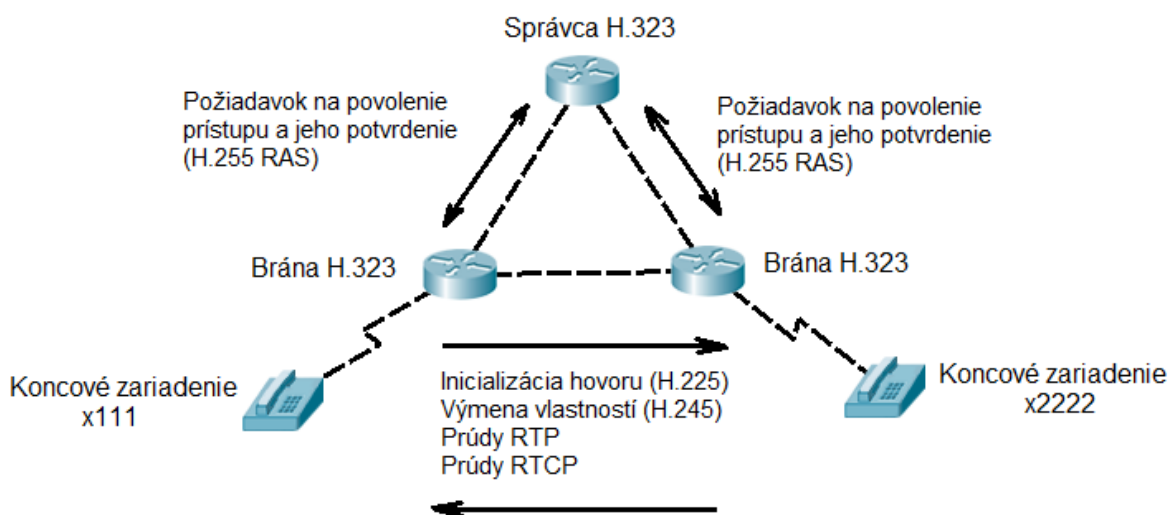 Správca H.323
Požiadavok na povolenie
prístupu a jeho potvrdenie
(H.255 RAS)
Požiadavok na povolenie
prístupu a jeho potvrdenie
(H.255 RAS)
Brána H.323
Brána H.323
Koncové zariadenie
x111
Inicializácia hovoru (H.225)
Výmena vlastností (H.245)
Prúdy RTP
Prúdy RTCP
Koncové zariadenie
x2222